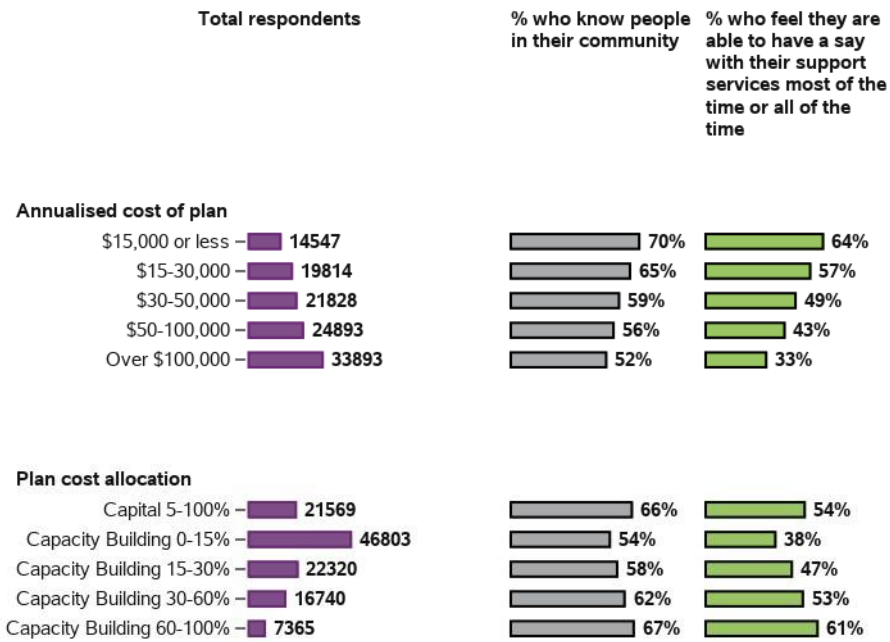 Total respondents
% who know people
in their community
% who feel they are
able to have a say
with their support
services most of the
time or all of the
time
Annualised cost of plan
$15,000 or less 14547 70% 64%
$15-30,000 19814 65% 57%
$30-50,000 21828 59% 49%
$50-100,000 24893 56% 43%
Over $100,000 33893 52% 33%
Plan cost allocation
Capital 5-100% 21569 66% 54%
Capacity Building 0-15% 46803 54% 38%
Capacity Building 15-30% 22320 58% 47%
Capacity Building 30-60% 16740 62% 53%
Capacity Building 60-100% 7365 67% 61%